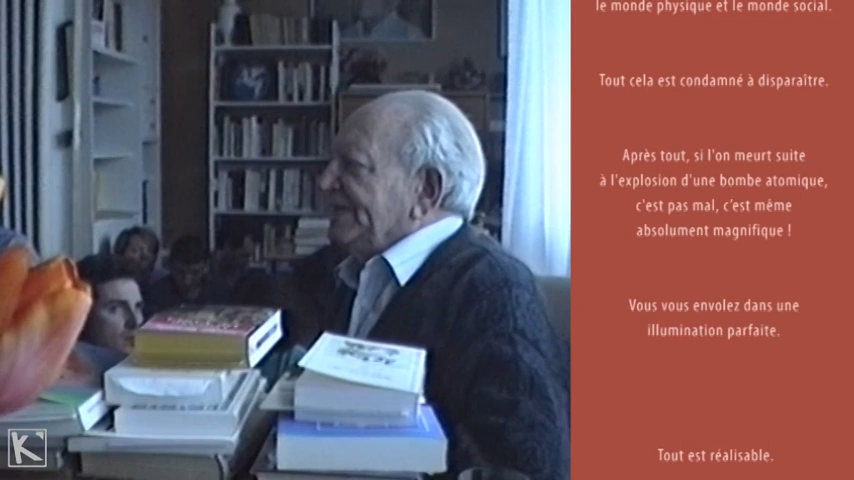 le monde physique et le monde social.
Tout cela est condamné à disparaître.
Après tout, si l'on meurt suite
à l'explosion d'une bombe atomique,
c'est pas mal, c’est même
absolument magnifique !
Vous vous envolez dans une
illumination parfaite.
Tout est réalisable.
K